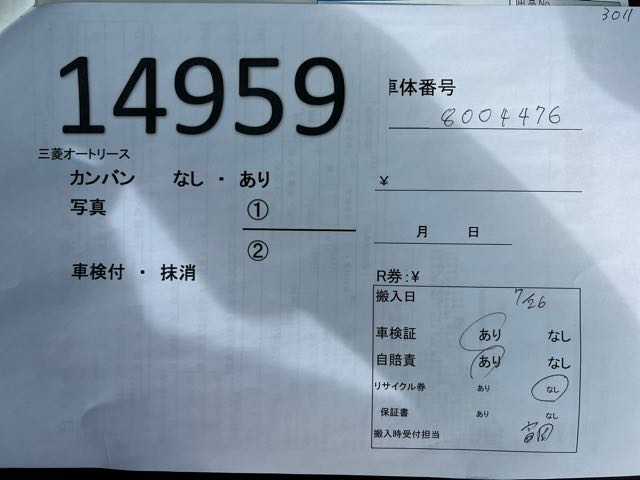 出品No
3011
14959
車体番号
8004476
三菱オートリース
カンバン なし ・ あり
¥
写真 ①
②
月 日
車検付 ・ 抹消
R券:¥
搬入日 7/26
車検証 あり なし
自賠責 あり なし
リサイクル券 あり なし
保証書 あり なし
搬入時受付担当